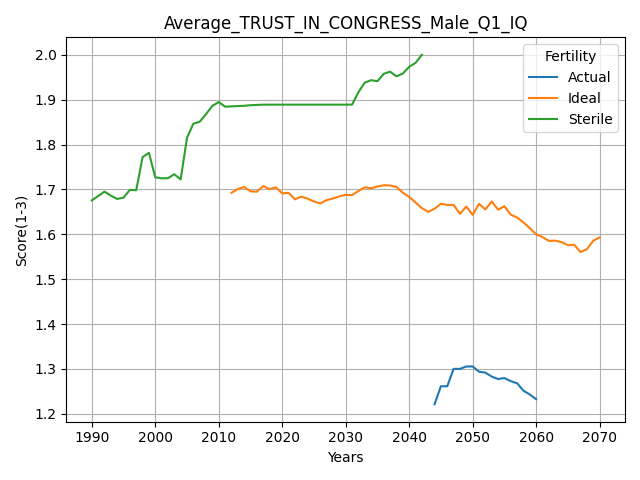 Average_TRUST_IN_CONGRESS_Male_Q1_IQ
Fertility
Actual
Ideal
Sterile
Score(1-3)
2.0
1.9
1.8
1.7
1.6
1.5
1.4
1.3
1.2
1990 2000 2010 2020 2030 2040 2050 2060 2070
Years